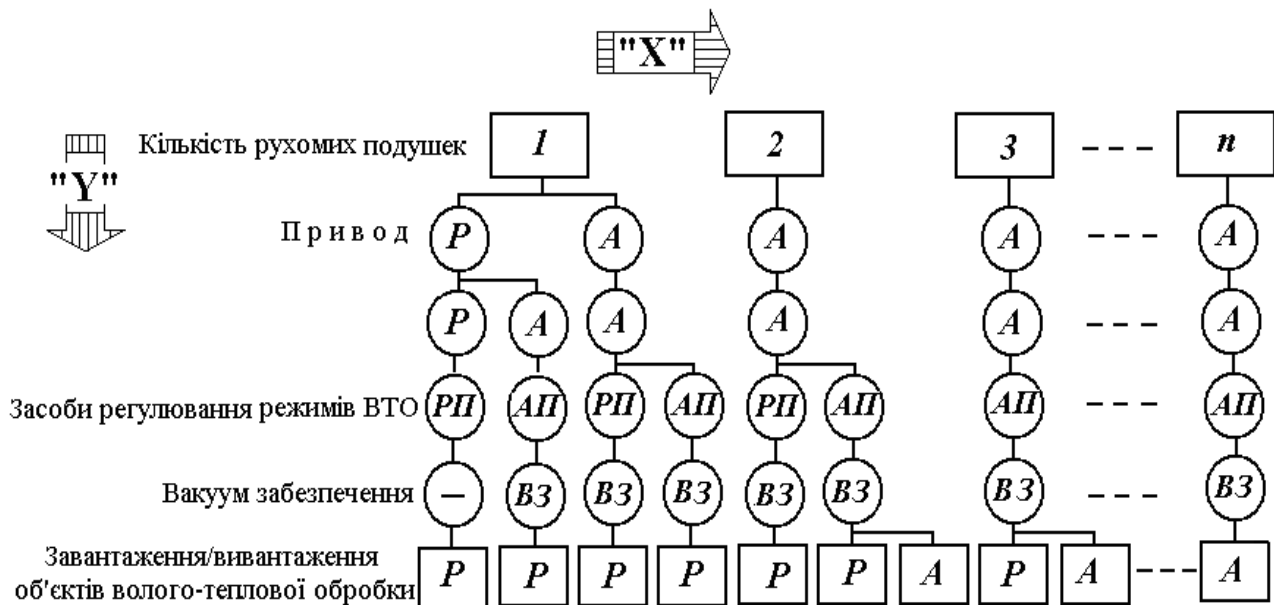 "X"
"Y"
Кількість рухомих подушек 1 2 3 – – – n
Привод Р А А А – – – А
Р А А А А – – – А
Засоби регулювання режимів ВТО РП АП РП АП РП АП АП – – – АП
Вакуум забезпечення – ВЗ ВЗ ВЗ ВЗ ВЗ ВЗ – – – ВЗ
Завантаження/вивантаження
об'єктів волого-теплової обробки Р Р Р Р Р Р А Р А – – – А